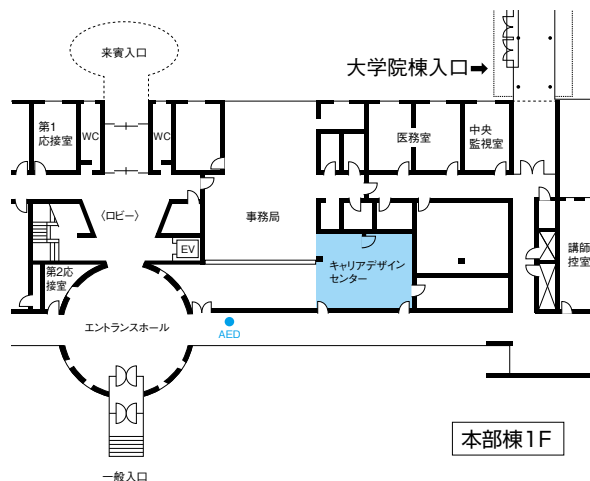 来賓入口
大学院棟入口➡
第1
応接室
WC
WC
医務室
中央
監視室
〈ロビー〉
事務局
EV
講師
控室
第2応
接室
キャリアデザイン
センター
エントランスホール
AED
本部棟1F
一般入口